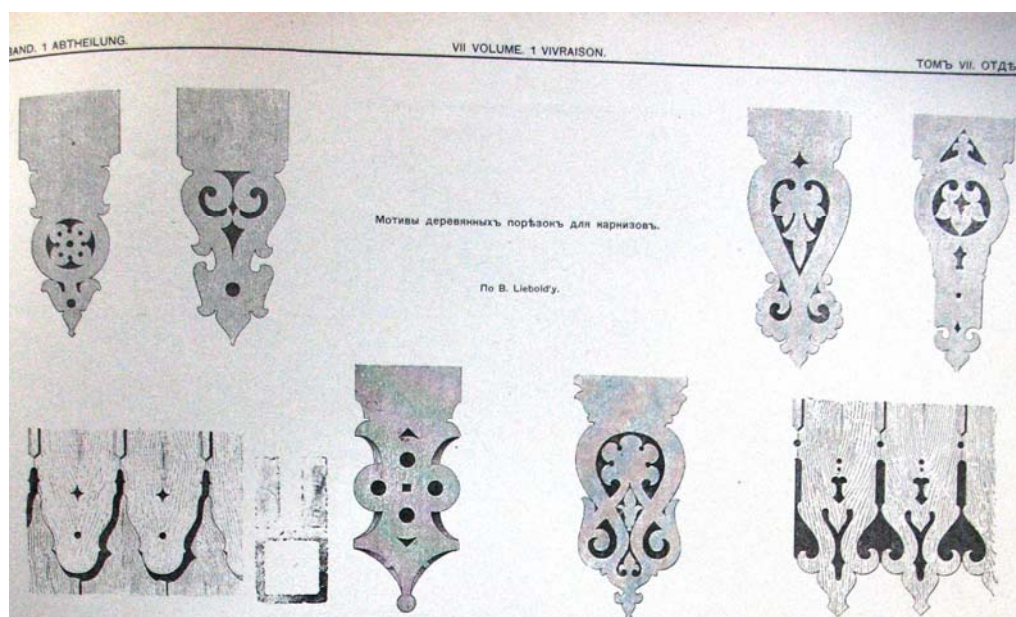 BAND. 1 ABTHEILUNG.
VII VOLUME. 1 VIVRAISON.
ТОМЪ VII. ОТДѢ
Мотивы деревянныхъ порѣзокъ для карнизовъ.
По B. Liebold'y.